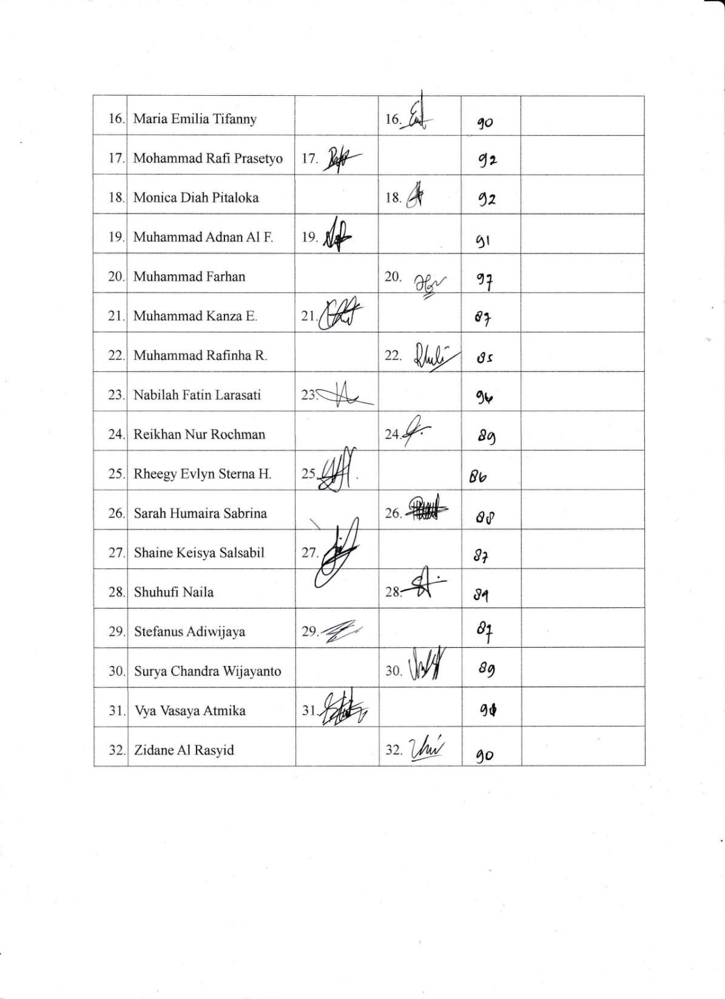 16. Maria Emilia Tifanny 16. 90
17. Mohammad Rafi Prasetyo 17. 92
18. Monica Diah Pitaloka 18. 92
19. Muhammad Adnan Al F. 19. 91
20. Muhammad Farhan 20. 97
21. Muhammad Kanza E. 21. 87
22. Muhammad Rafinha R. 22. 85
23. Nabilah Fatin Larasati 23.
24. Reikhan Nur Rochman 24. 89
25. Rheegy Evlyn Sterna H. 25. 86
26. Sarah Humaira Sabrina 26. 88
27. Shaine Keisya Salsabil 27. 87
28. Shuhufi Naila 28. 89
29. Stefanus Adiwijaya 29. 87
30. Surya Chandra Wijayanto 30. 89
31. Vya Vasaya Atmika 31.
32. Zidane Al Rasyid 32. 90